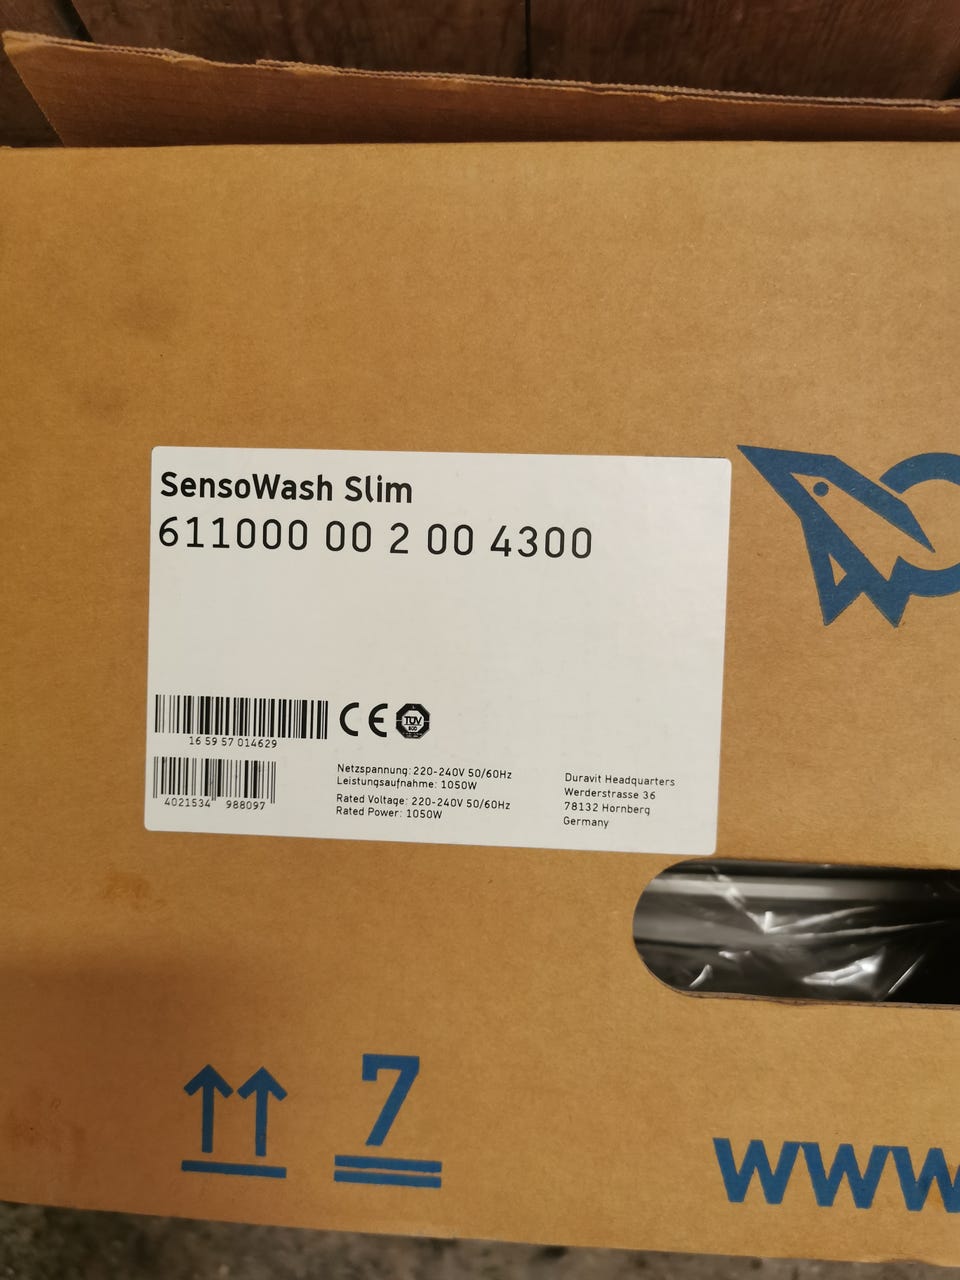 SensoWash Slim
611000 00 2 00 4300
16 59 57 014629
4021534 988097
CE
TÜV
Netzspannung: 220-240V 50/60Hz
Leistungsaufnahme: 1050W
Rated Voltage: 220-240V 50/60Hz
Rated Power: 1050W
Duravit Headquarters
Werderstrasse 36
78132 Hornberg
Germany
7
www